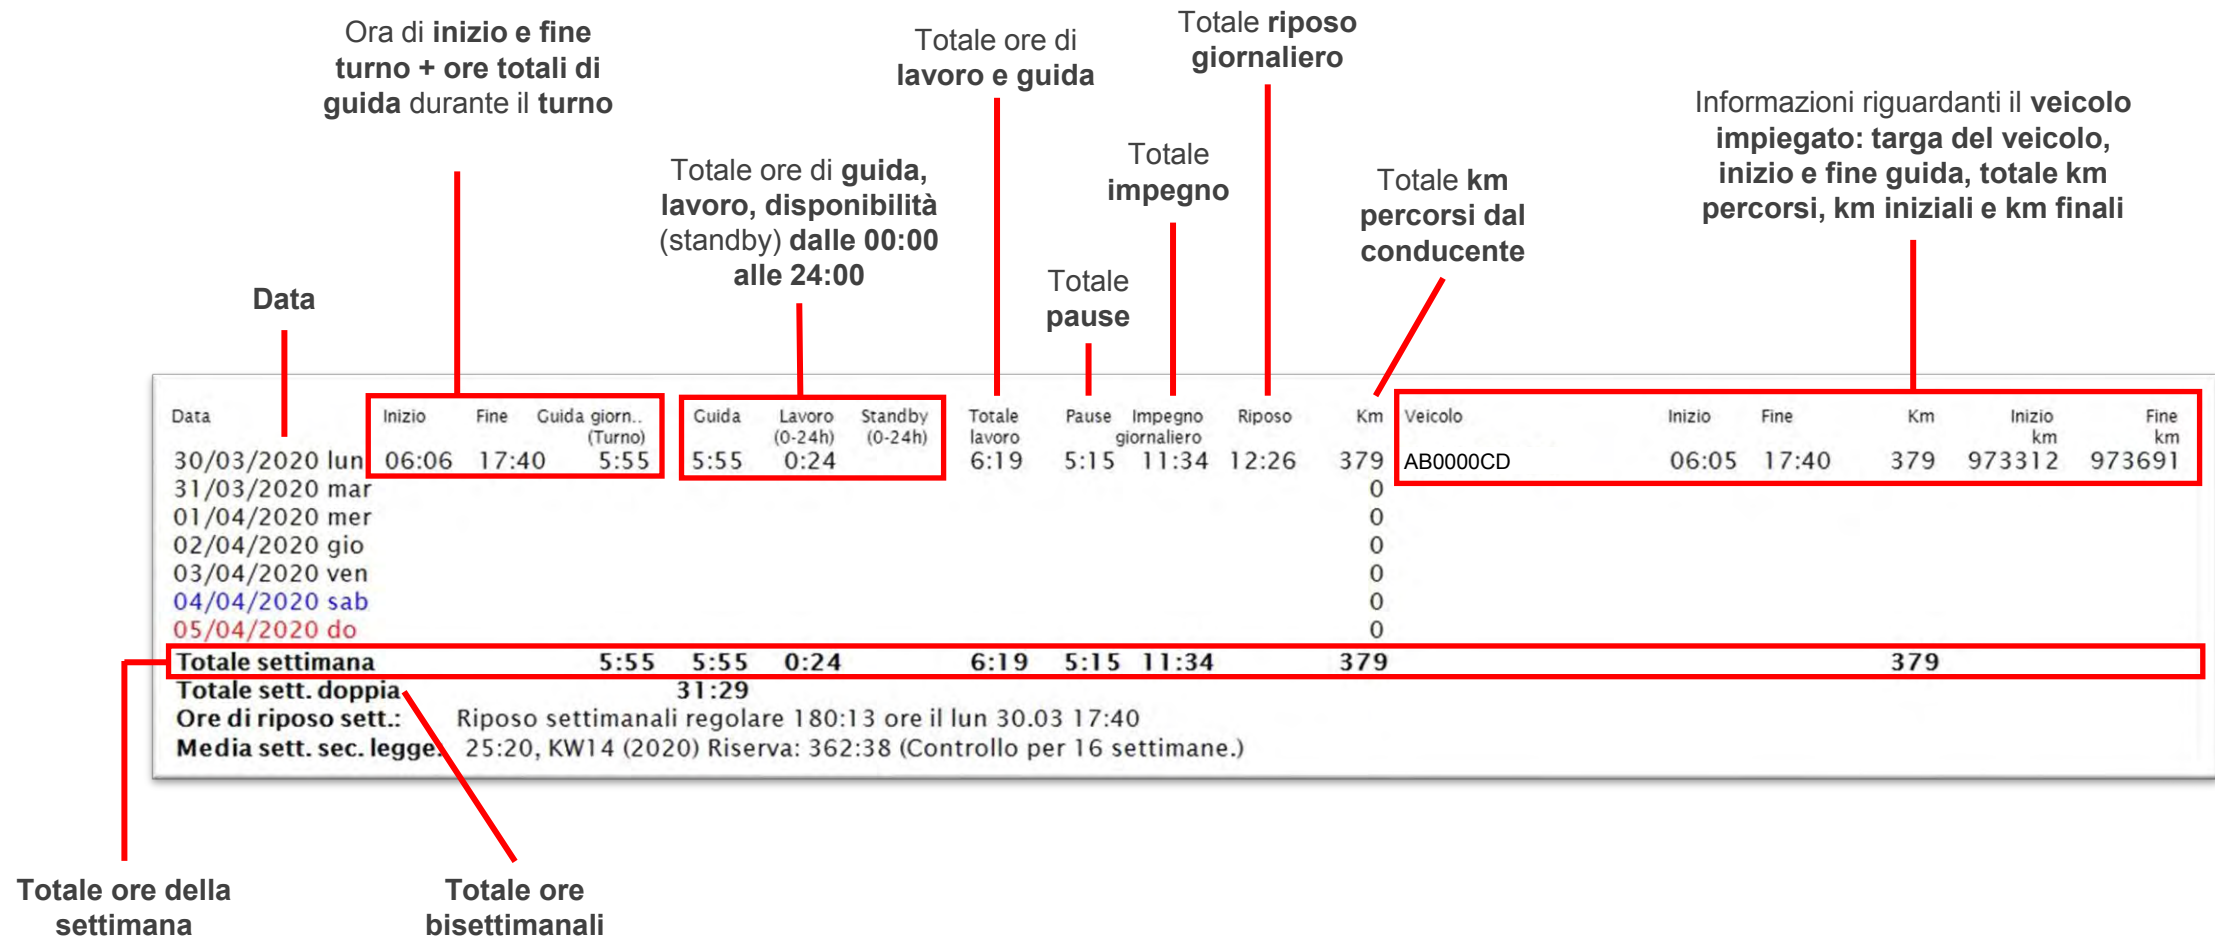 Ora di inizio e fine
turno + ore totali di
guida durante il turno
Totale ore di
lavoro e guida
Totale riposo
giornaliero
Informazioni riguardanti il veicolo
impiegato: targa del veicolo,
inizio e fine guida, totale km
percorsi, km iniziali e km finali
Totale ore di guida,
lavoro, disponibilità
(standby) dalle 00:00
alle 24:00
Totale
impegno
Totale km
percorsi dal
conducente
Data
Totale
pause
Data Inizio Fine Guida giorn.. Guida Lavoro Standby Totale Pause Impegno Riposo Km Veicolo Inizio Fine Km Inizio Fine
(Turno) (0-24h) (0-24h) lavoro giornaliero km km
30/03/2020 lun 06:06 17:40 5:55 5:55 0:24 6:19 5:15 11:34 12:26 379 AB0000CD 06:05 17:40 379 973312 973691
31/03/2020 mar 0
01/04/2020 mer 0
02/04/2020 gio 0
03/04/2020 ven 0
04/04/2020 sab 0
05/04/2020 do 0
Totale settimana 5:55 5:55 0:24 6:19 5:15 11:34 379 379
Totale sett. doppia 31:29
Ore di riposo sett.: Riposo settimanali regolare 180:13 ore il lun 30.03 17:40
Media sett. sec. legge: 25:20, KW14 (2020) Riserva: 362:38 (Controllo per 16 settimane.)
Totale ore della
settimana
Totale ore
bisettimanali